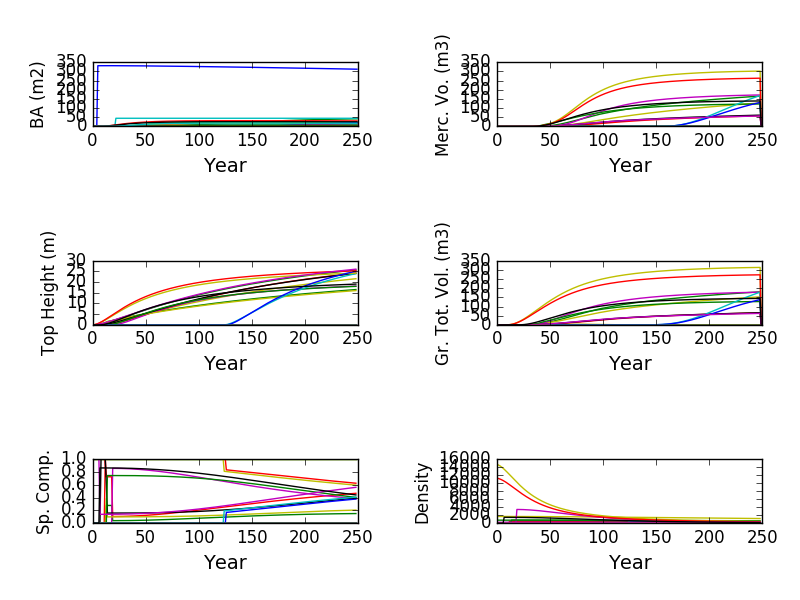 BA (m2)
350
300
250
200
150
100
50
0
0 50 100 150 200 250
Year
Merc. Vo. (m3)
350
300
250
200
150
100
50
0
0 50 100 150 200 250
Year
Top Height (m)
30
25
20
15
10
5
0
0 50 100 150 200 250
Year
Gr. Tot. Vol. (m3)
350
300
250
200
150
100
50
0
0 50 100 150 200 250
Year
Sp. Comp.
1.0
0.8
0.6
0.4
0.2
0.0
0 50 100 150 200 250
Year
Density
16000
14000
12000
10000
8000
6000
4000
2000
0
0 50 100 150 200 250
Year